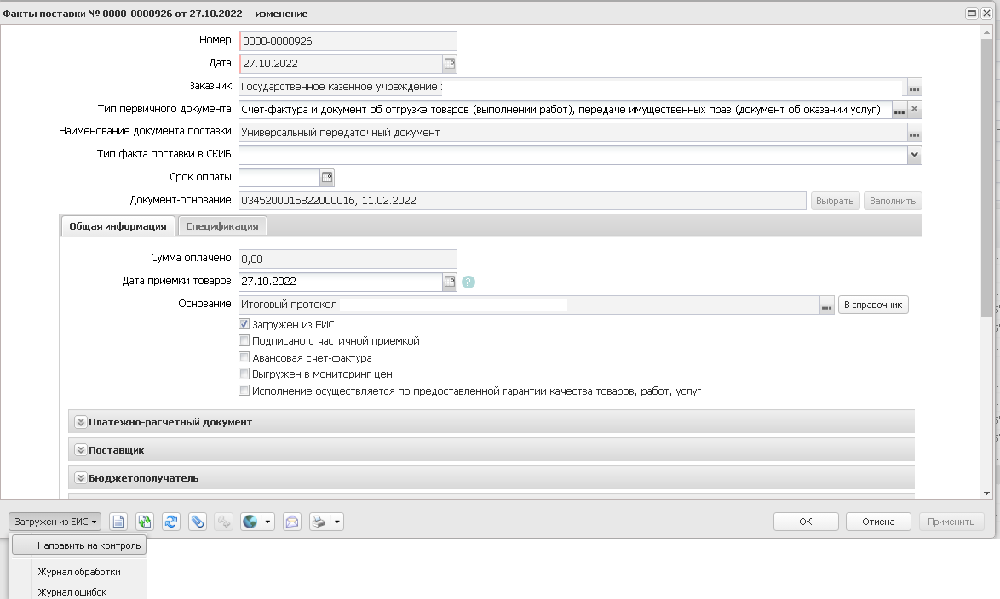 Факты поставки № 0000-0000926 от 27.10.2022 — изменение
Номер: 0000-0000926
Дата: 27.10.2022
Заказчик: Государственное казенное учреждение :
Тип первичного документа: Счет-фактура и документ об отгрузке товаров (выполнении работ), передаче имущественных прав (документ об оказании услуг)
Наименование документа поставки: Универсальный передаточный документ
Тип факта поставки в СКИБ:
Срок оплаты:
Документ-основание: 0345200015822000016, 11.02.2022 Выбрать Заполнить
Общая информация Спецификация
Сумма оплачено: 0,00
Дата приемки товаров: 27.10.2022 ?
Основание: Итоговый протокол ... В справочник
Загружен из ЕИС
Подписано с частичной приемкой
Авансовая счет-фактура
Выгружен в мониторинг цен
Исполнение осуществляется по предоставленной гарантии качества товаров, работ, услуг
Платежно-расчетный документ
Поставщик
Бюджетополучатель
Загружен из ЕИС ОК Отмена Применить
Направить на контроль
Журнал обработки
Журнал ошибок